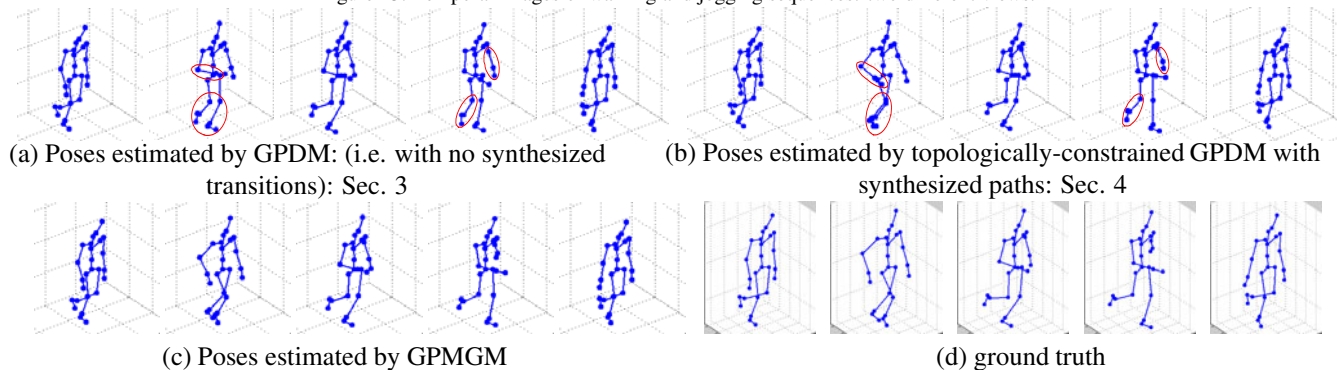 (a) Poses estimated by GPDM: (i.e. with no synthesized
transitions): Sec. 3
(b) Poses estimated by topologically-constrained GPDM with
synthesized paths: Sec. 4
(c) Poses estimated by GPMGM
(d) ground truth